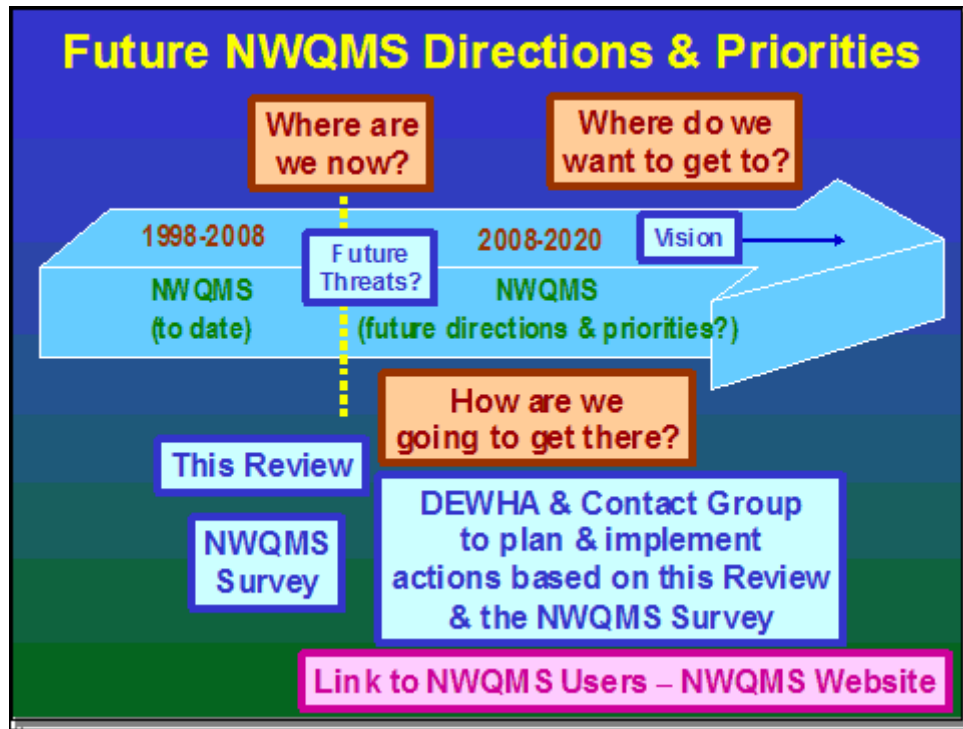 Future NWQMS Directions & Priorities
Where are
we now?
Where do we
want to get to?
1998-2008
Future
Threats?
2008-2020
Vision
NWQMS
(to date)
NWQMS
(future directions & priorities?)
How are we
going to get there?
This Review
NWQMS
Survey
DEWHA & Contact Group
to plan & implement
actions based on this Review
& the NWQMS Survey
Link to NWQMS Users – NWQMS Website